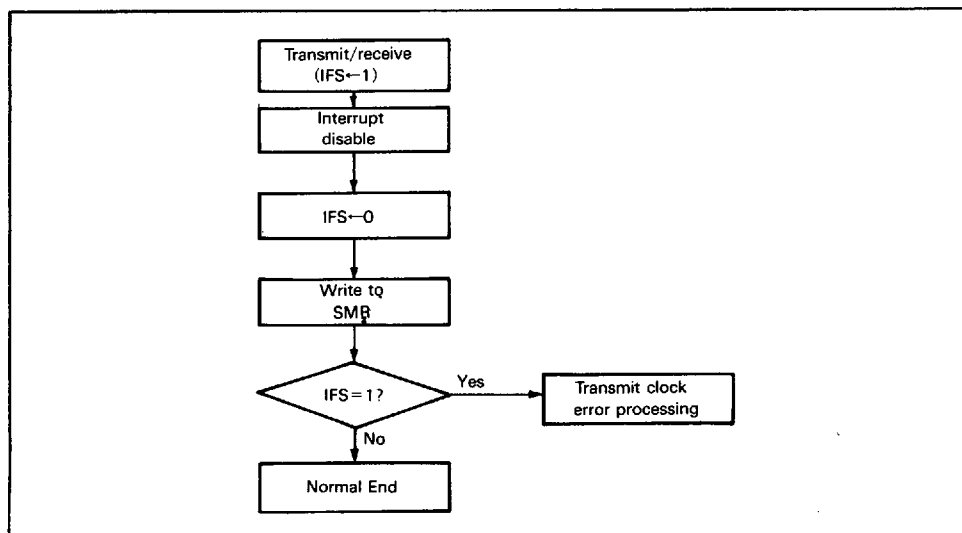 Transmit/receive
(IFS←1)
Interrupt
disable
IFS←0
Write to
SMR
IFS=1?
Yes
Transmit clock
error processing
No
Normal End